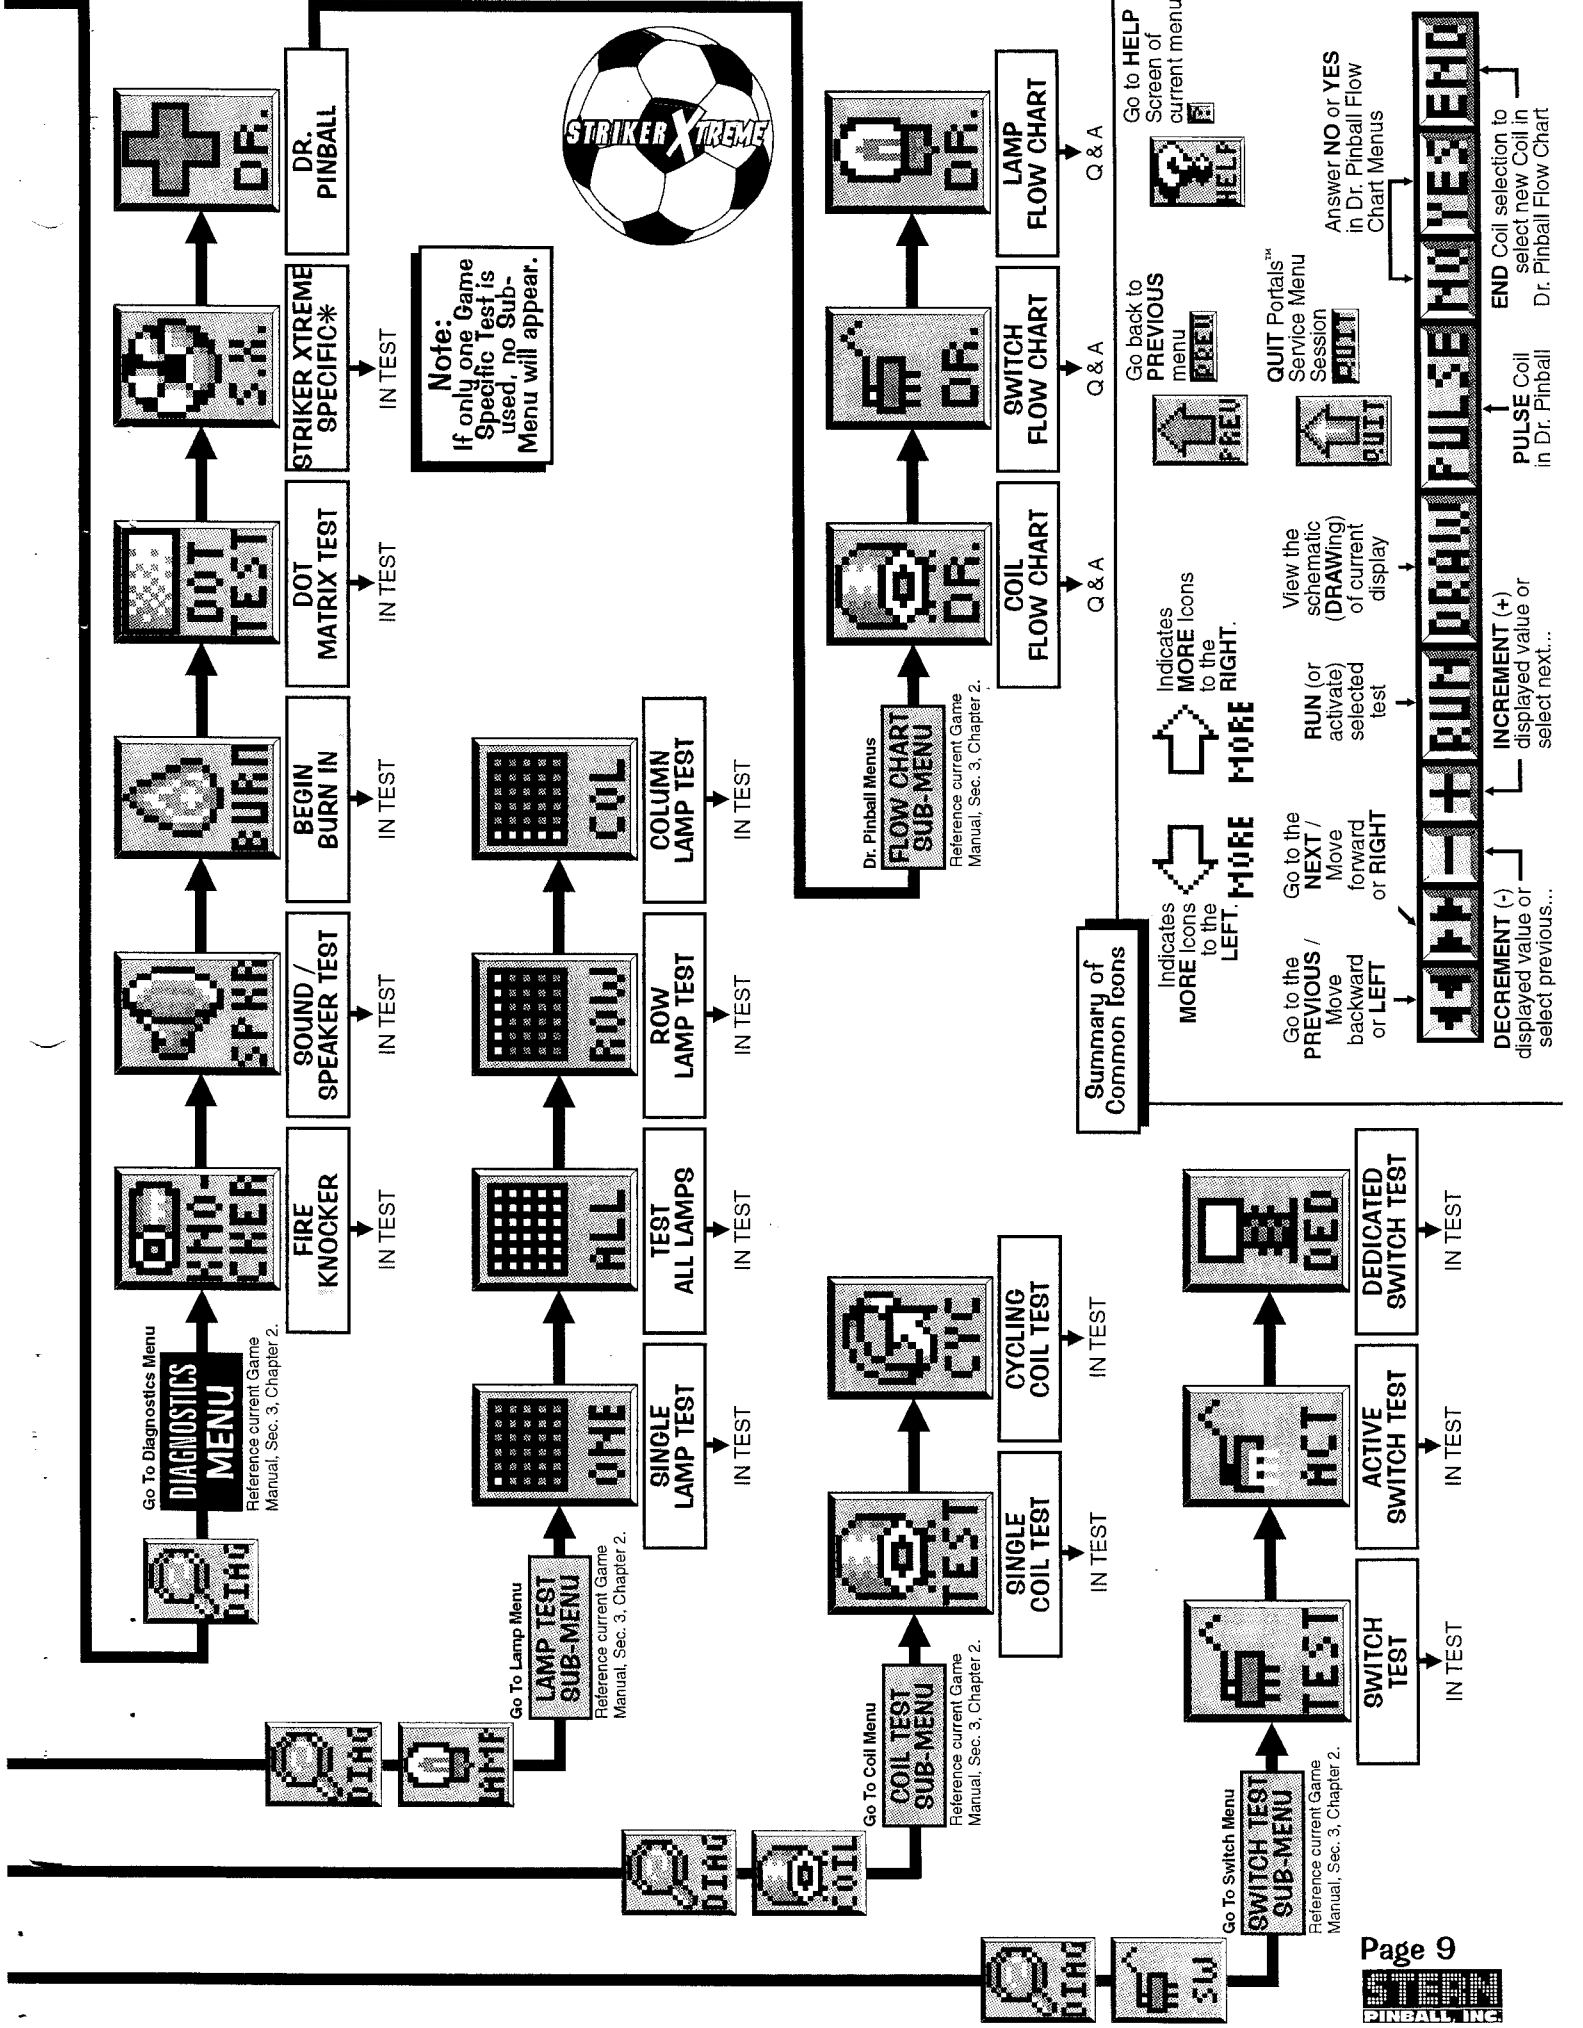 Go To Diagnostics Menu
DIAGNOSTICS
MENU
Reference current Game
Manual, Sec. 3, Chapter 2.
DIAG
KNO-
CKER
FIRE
KNOCKER
IN TEST
SPKR
SOUND /
SPEAKER TEST
IN TEST
BURN
BEGIN
BURN IN
IN TEST
DOT
TEST
DOT
MATRIX TEST
IN TEST
S.X.
STRIKER XTREME
SPECIFIC*
IN TEST
DR.
DR.
PINBALL
Note:
If only one Game
Specific Test is
used, no Sub-
Menu will appear.
STRIKER XTREME
DIAG
LAMP
Go To Lamp Menu
LAMP TEST
SUB-MENU
Reference current Game
Manual, Sec. 3, Chapter 2.
ONE
SINGLE
LAMP TEST
IN TEST
ALL
TEST
ALL LAMPS
IN TEST
ROW
ROW
LAMP TEST
IN TEST
COL
COLUMN
LAMP TEST
IN TEST
Dr. Pinball Menus
FLOW CHART
SUB-MENU
Reference current Game
Manual, Sec. 3, Chapter 2.
DR.
COIL
FLOW CHART
Q & A
DR.
SWITCH
FLOW CHART
Q & A
DR.
LAMP
FLOW CHART
Q & A
DIAG
COIL
Go To Coil Menu
COIL TEST
SUB-MENU
Reference current Game
Manual, Sec. 3, Chapter 2.
TEST
SINGLE
COIL TEST
IN TEST
CYC
CYCLING
COIL TEST
IN TEST
DIAG
SW
Go To Switch Menu
SWITCH TEST
SUB-MENU
Reference current Game
Manual, Sec. 3, Chapter 2.
TEST
SWITCH
TEST
IN TEST
ACT
ACTIVE
SWITCH TEST
IN TEST
DED
DEDICATED
SWITCH TEST
IN TEST
Summary of
Common Icons
Indicates
MORE Icons
to the
LEFT.
MORE
Indicates
MORE Icons
to the
RIGHT.
MORE
Go back to
PREVIOUS
menu
PREV
PREV
Go to HELP
Screen of
current menu
HELP
QUIT Portals™
Service Menu
Session
QUIT
QUIT
Go to the
PREVIOUS /
Move
backward
or LEFT
Go to the
NEXT /
Move
forward
or RIGHT
RUN (or
activate)
selected
test
View the
schematic
(DRAWing)
of current
display
Answer NO or YES
in Dr. Pinball Flow
Chart Menus
- + RUN DRAW PULSE NO YES END
DECREMENT (-)
displayed value or
select previous...
INCREMENT (+)
displayed value or
select next...
PULSE Coil
in Dr. Pinball
END Coil selection to
select new Coil in
Dr. Pinball Flow Chart
Page 9
STERN
PINBALL, INC.